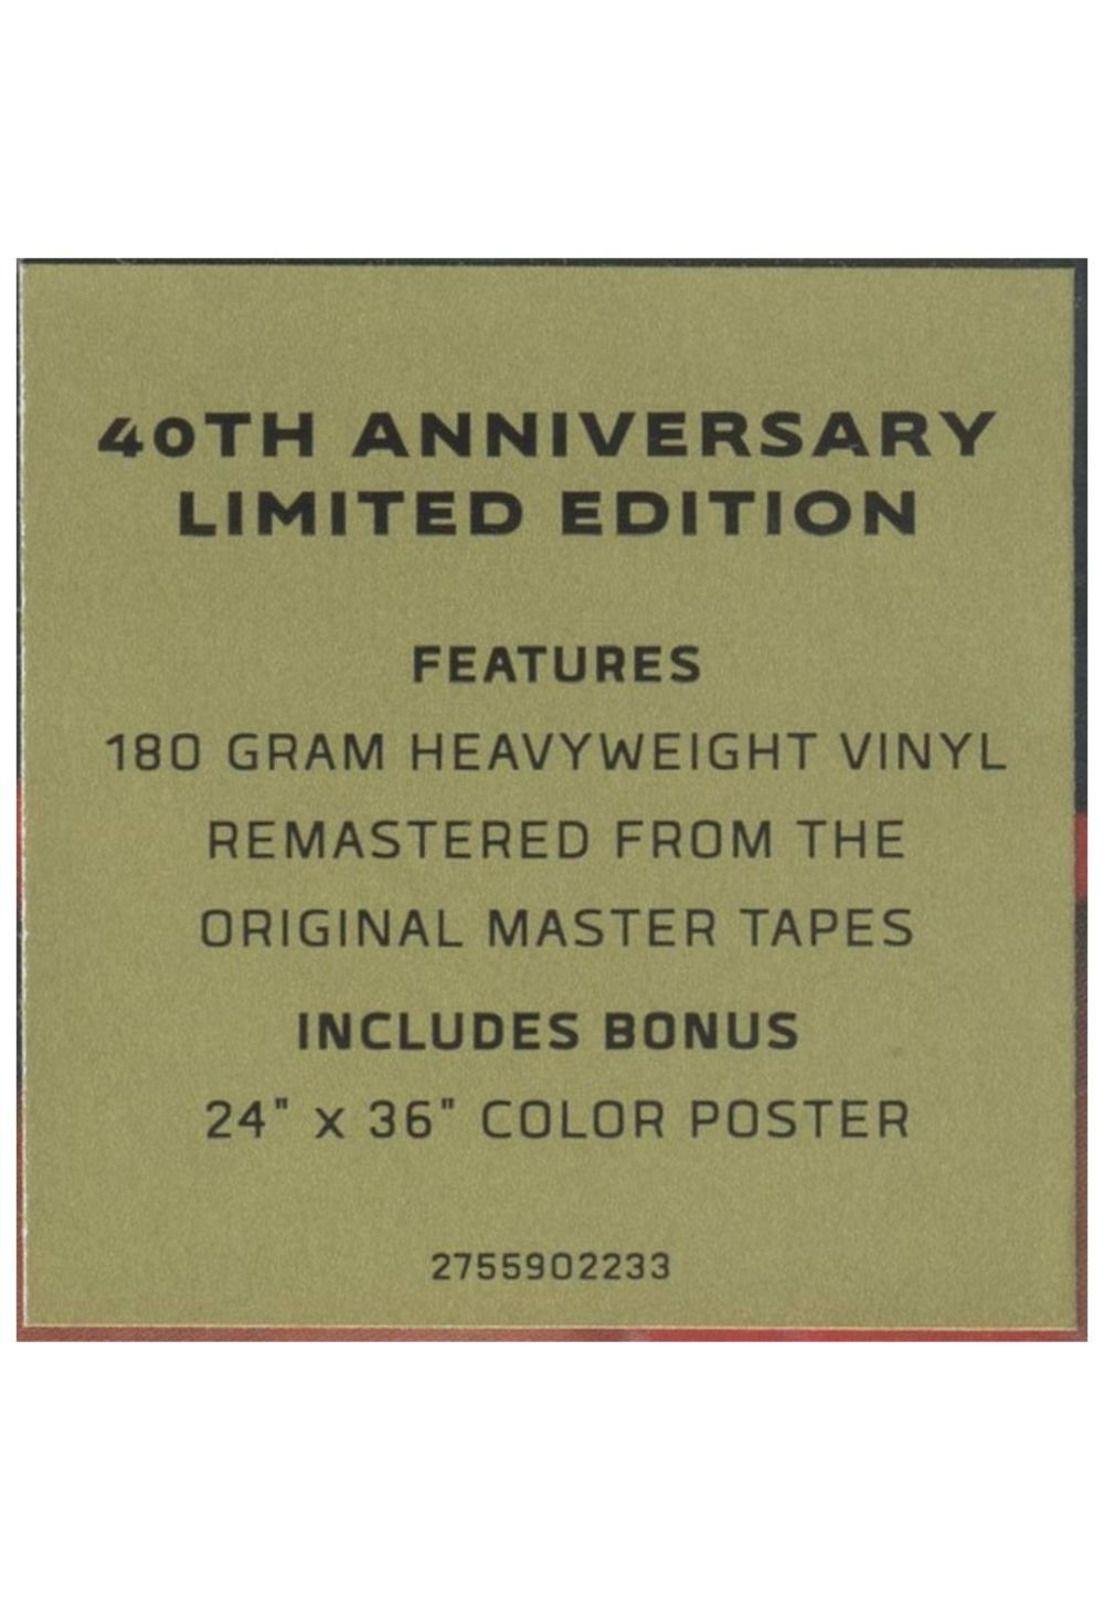 40TH ANNIVERSARY
LIMITED EDITION
FEATURES
180 GRAM HEAVYWEIGHT VINYL
REMASTERED FROM THE
ORIGINAL MASTER TAPES
INCLUDES BONUS
24" x 36" COLOR POSTER
2755902233